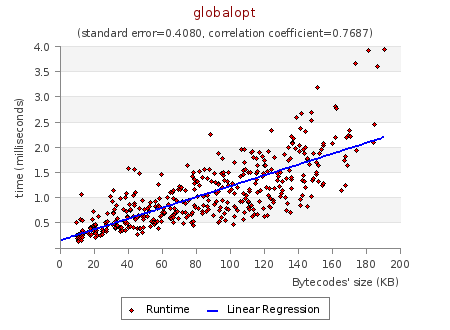 globalopt
(standard error=0.4080, correlation coefficient=0.7687)
4.0
3.5
3.0
2.5
2.0
1.5
1.0
0.5
time (milliseconds)
0 20 40 60 80 100 120 140 160 180 200
Bytecodes' size (KB)
Runtime Linear Regression